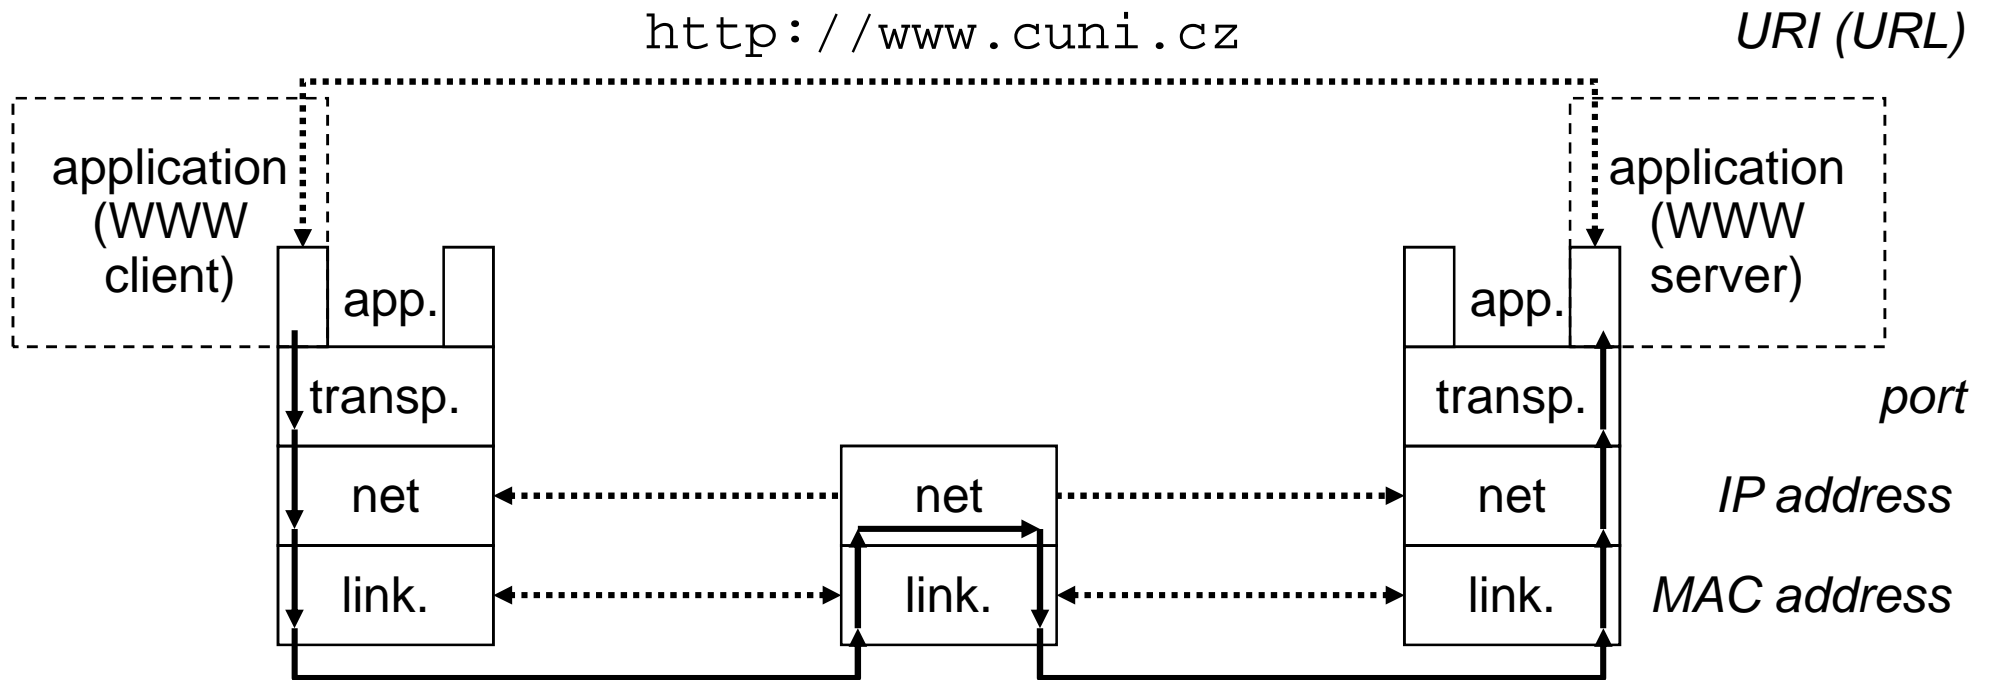 http://www.cuni.cz URI (URL)
application
(WWW
client)
application
(WWW
server)
app. app.
transp. transp. port
net net net IP address
link. link. link. MAC address